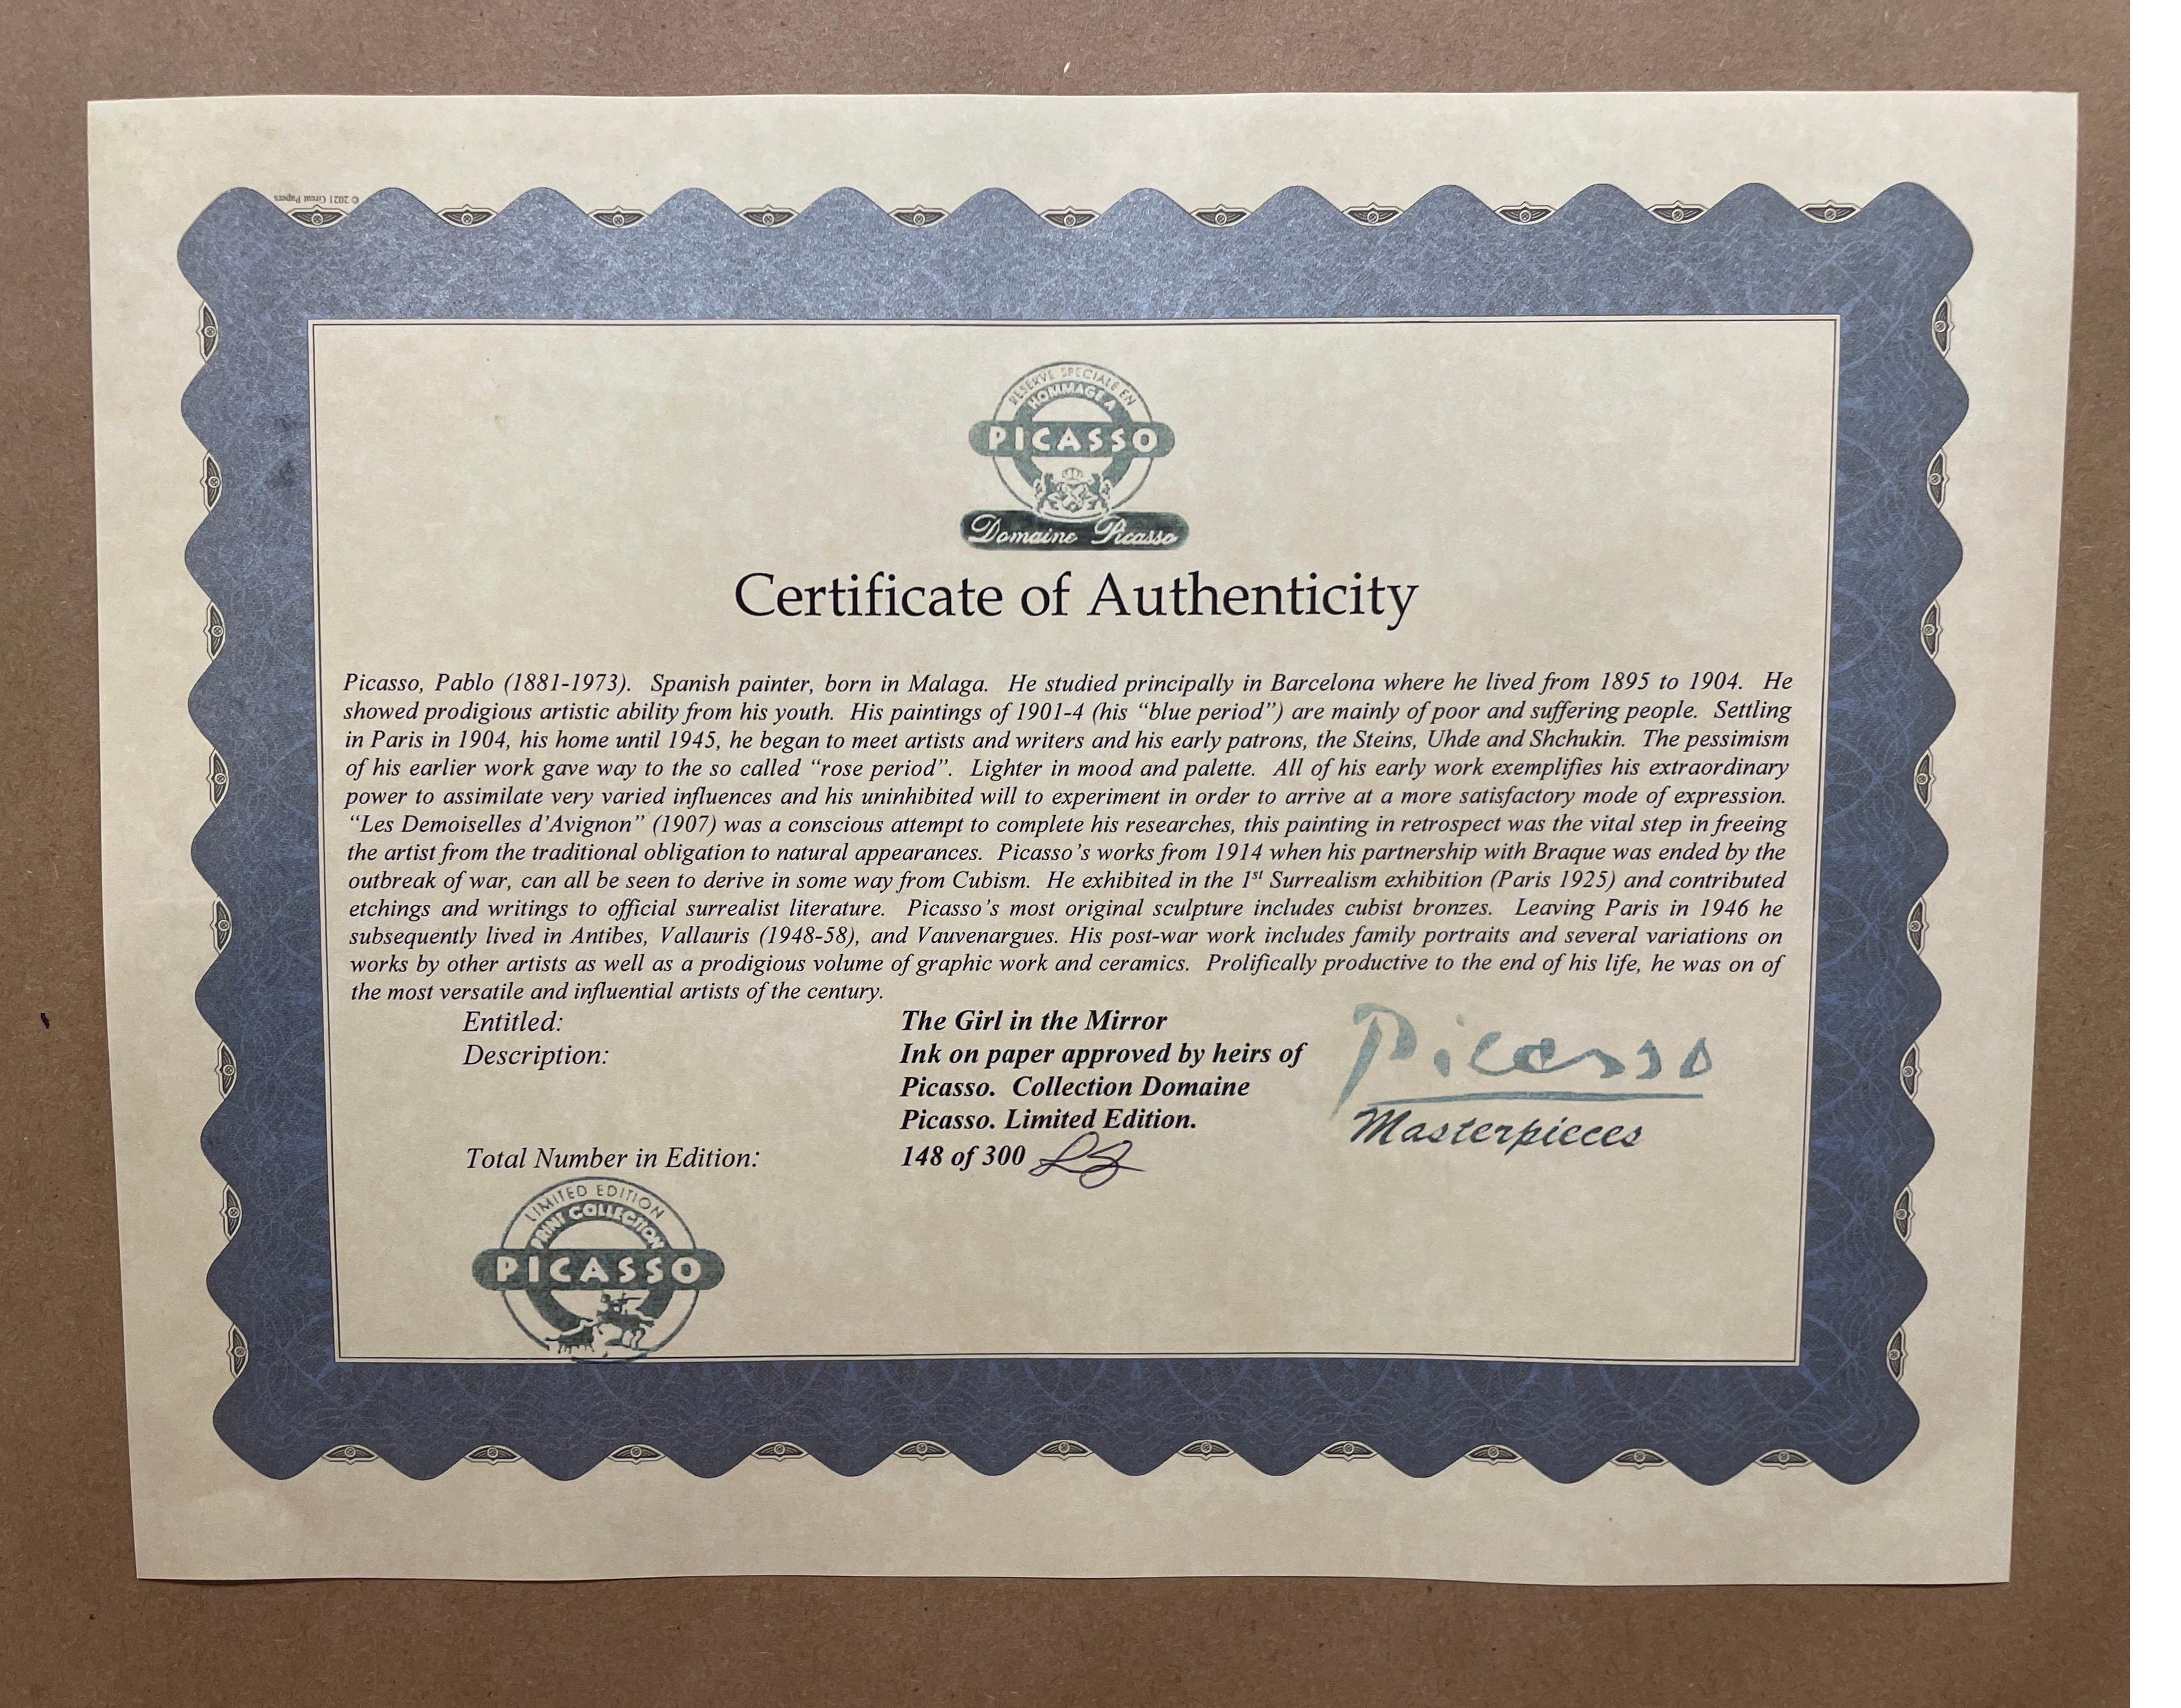 © 2021 Great Papers
RESERVE SPECIALE EN
HOMMAGE A
PICASSO
Domaine Picasso
Certificate of Authenticity
Picasso, Pablo (1881-1973).  Spanish painter, born in Malaga.  He studied principally in Barcelona where he lived from 1895 to 1904.  He
showed prodigious artistic ability from his youth.  His paintings of 1901-4 (his “blue period”) are mainly of poor and suffering people.  Settling
in Paris in 1904, his home until 1945, he began to meet artists and writers and his early patrons, the Steins, Uhde and Shchukin.  The pessimism
of his earlier work gave way to the so called “rose period”.  Lighter in mood and palette.  All of his early work exemplifies his extraordinary
power to assimilate very varied influences and his uninhibited will to experiment in order to arrive at a more satisfactory mode of expression.
“Les Demoiselles d’Avignon” (1907) was a conscious attempt to complete his researches, this painting in retrospect was the vital step in freeing
the artist from the traditional obligation to natural appearances.  Picasso’s works from 1914 when his partnership with Braque was ended by the
outbreak of war, can all be seen to derive in some way from Cubism.  He exhibited in the 1st Surrealism exhibition (Paris 1925) and contributed
etchings and writings to official surrealist literature.  Picasso’s most original sculpture includes cubist bronzes.  Leaving Paris in 1946 he
subsequently lived in Antibes, Vallauris (1948-58), and Vauvenargues. His post-war work includes family portraits and several variations on
works by other artists as well as a prodigious volume of graphic work and ceramics.  Prolifically productive to the end of his life, he was on of
the most versatile and influential artists of the century.
Entitled: The Girl in the Mirror
Description: Ink on paper approved by heirs of
Picasso.  Collection Domaine
Picasso. Limited Edition.
Total Number in Edition: 148 of 300
Picasso
Masterpieces
LIMITED EDITION
PRINT COLLECTION
PICASSO